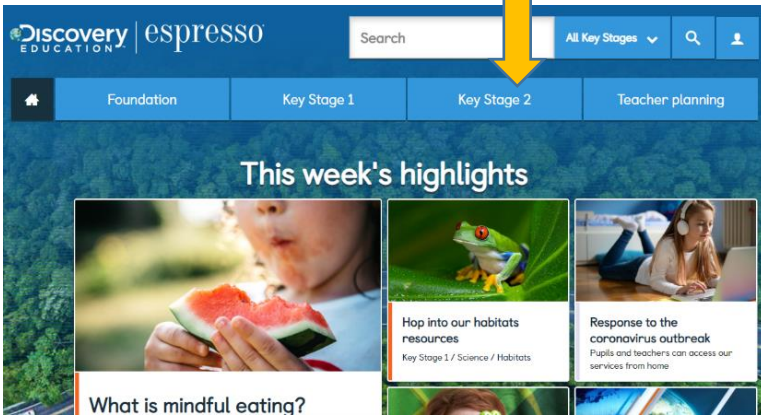 Discovery EDUCATION espresso
Search
All Key Stages
Foundation
Key Stage 1
Key Stage 2
Teacher planning
This week's highlights
Hop into our habitats
resources
Key Stage 1 / Science / Habitats
Response to the
coronavirus outbreak
Pupils and teachers can access our
services from home
What is mindful eating?